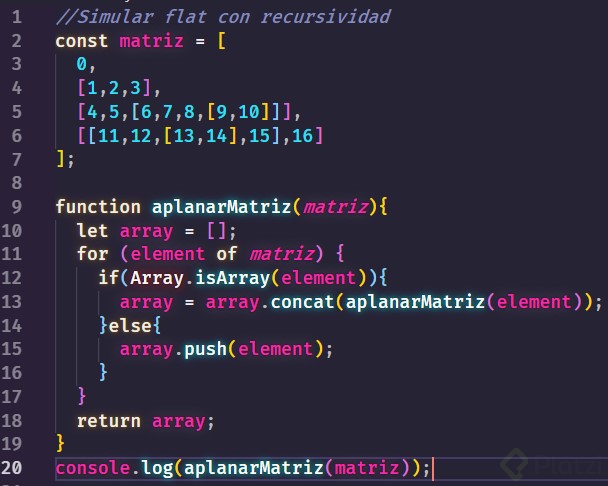 1 //Simular flat con recursividad
2 const matriz = [
3   0,
4   [1,2,3],
5   [4,5,[6,7,8,[9,10]]],
6   [[11,12,[13,14],15],16]
7 ];
8
9 function aplanarMatriz(matriz){
10   let array = [];
11   for (element of matriz) {
12     if(Array.isArray(element)){
13       array = array.concat(aplanarMatriz(element));
14     }else{
15       array.push(element);
16     }
17   }
18   return array;
19 }
20 console.log(aplanarMatriz(matriz));